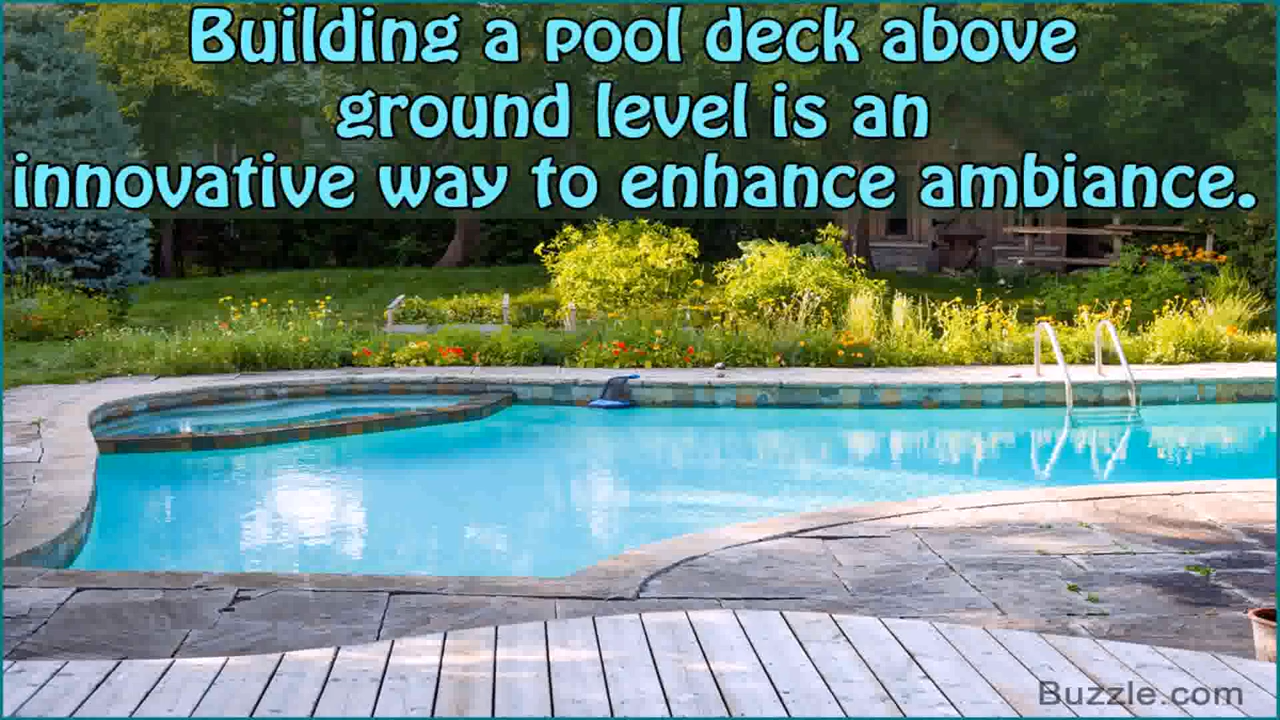 Building a pool deck above
ground level is an
innovative way to enhance ambiance.
Buzzle.com